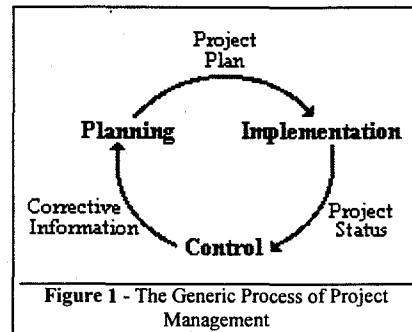 Project
Plan
Planning
Implementation
Corrective
Information
Project
Status
Control
Figure 1 - The Generic Process of Project
Management